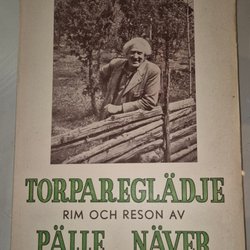 TORPAREGLÄDJE
RIM OCH RESON AV
PÄLLE NÄVER